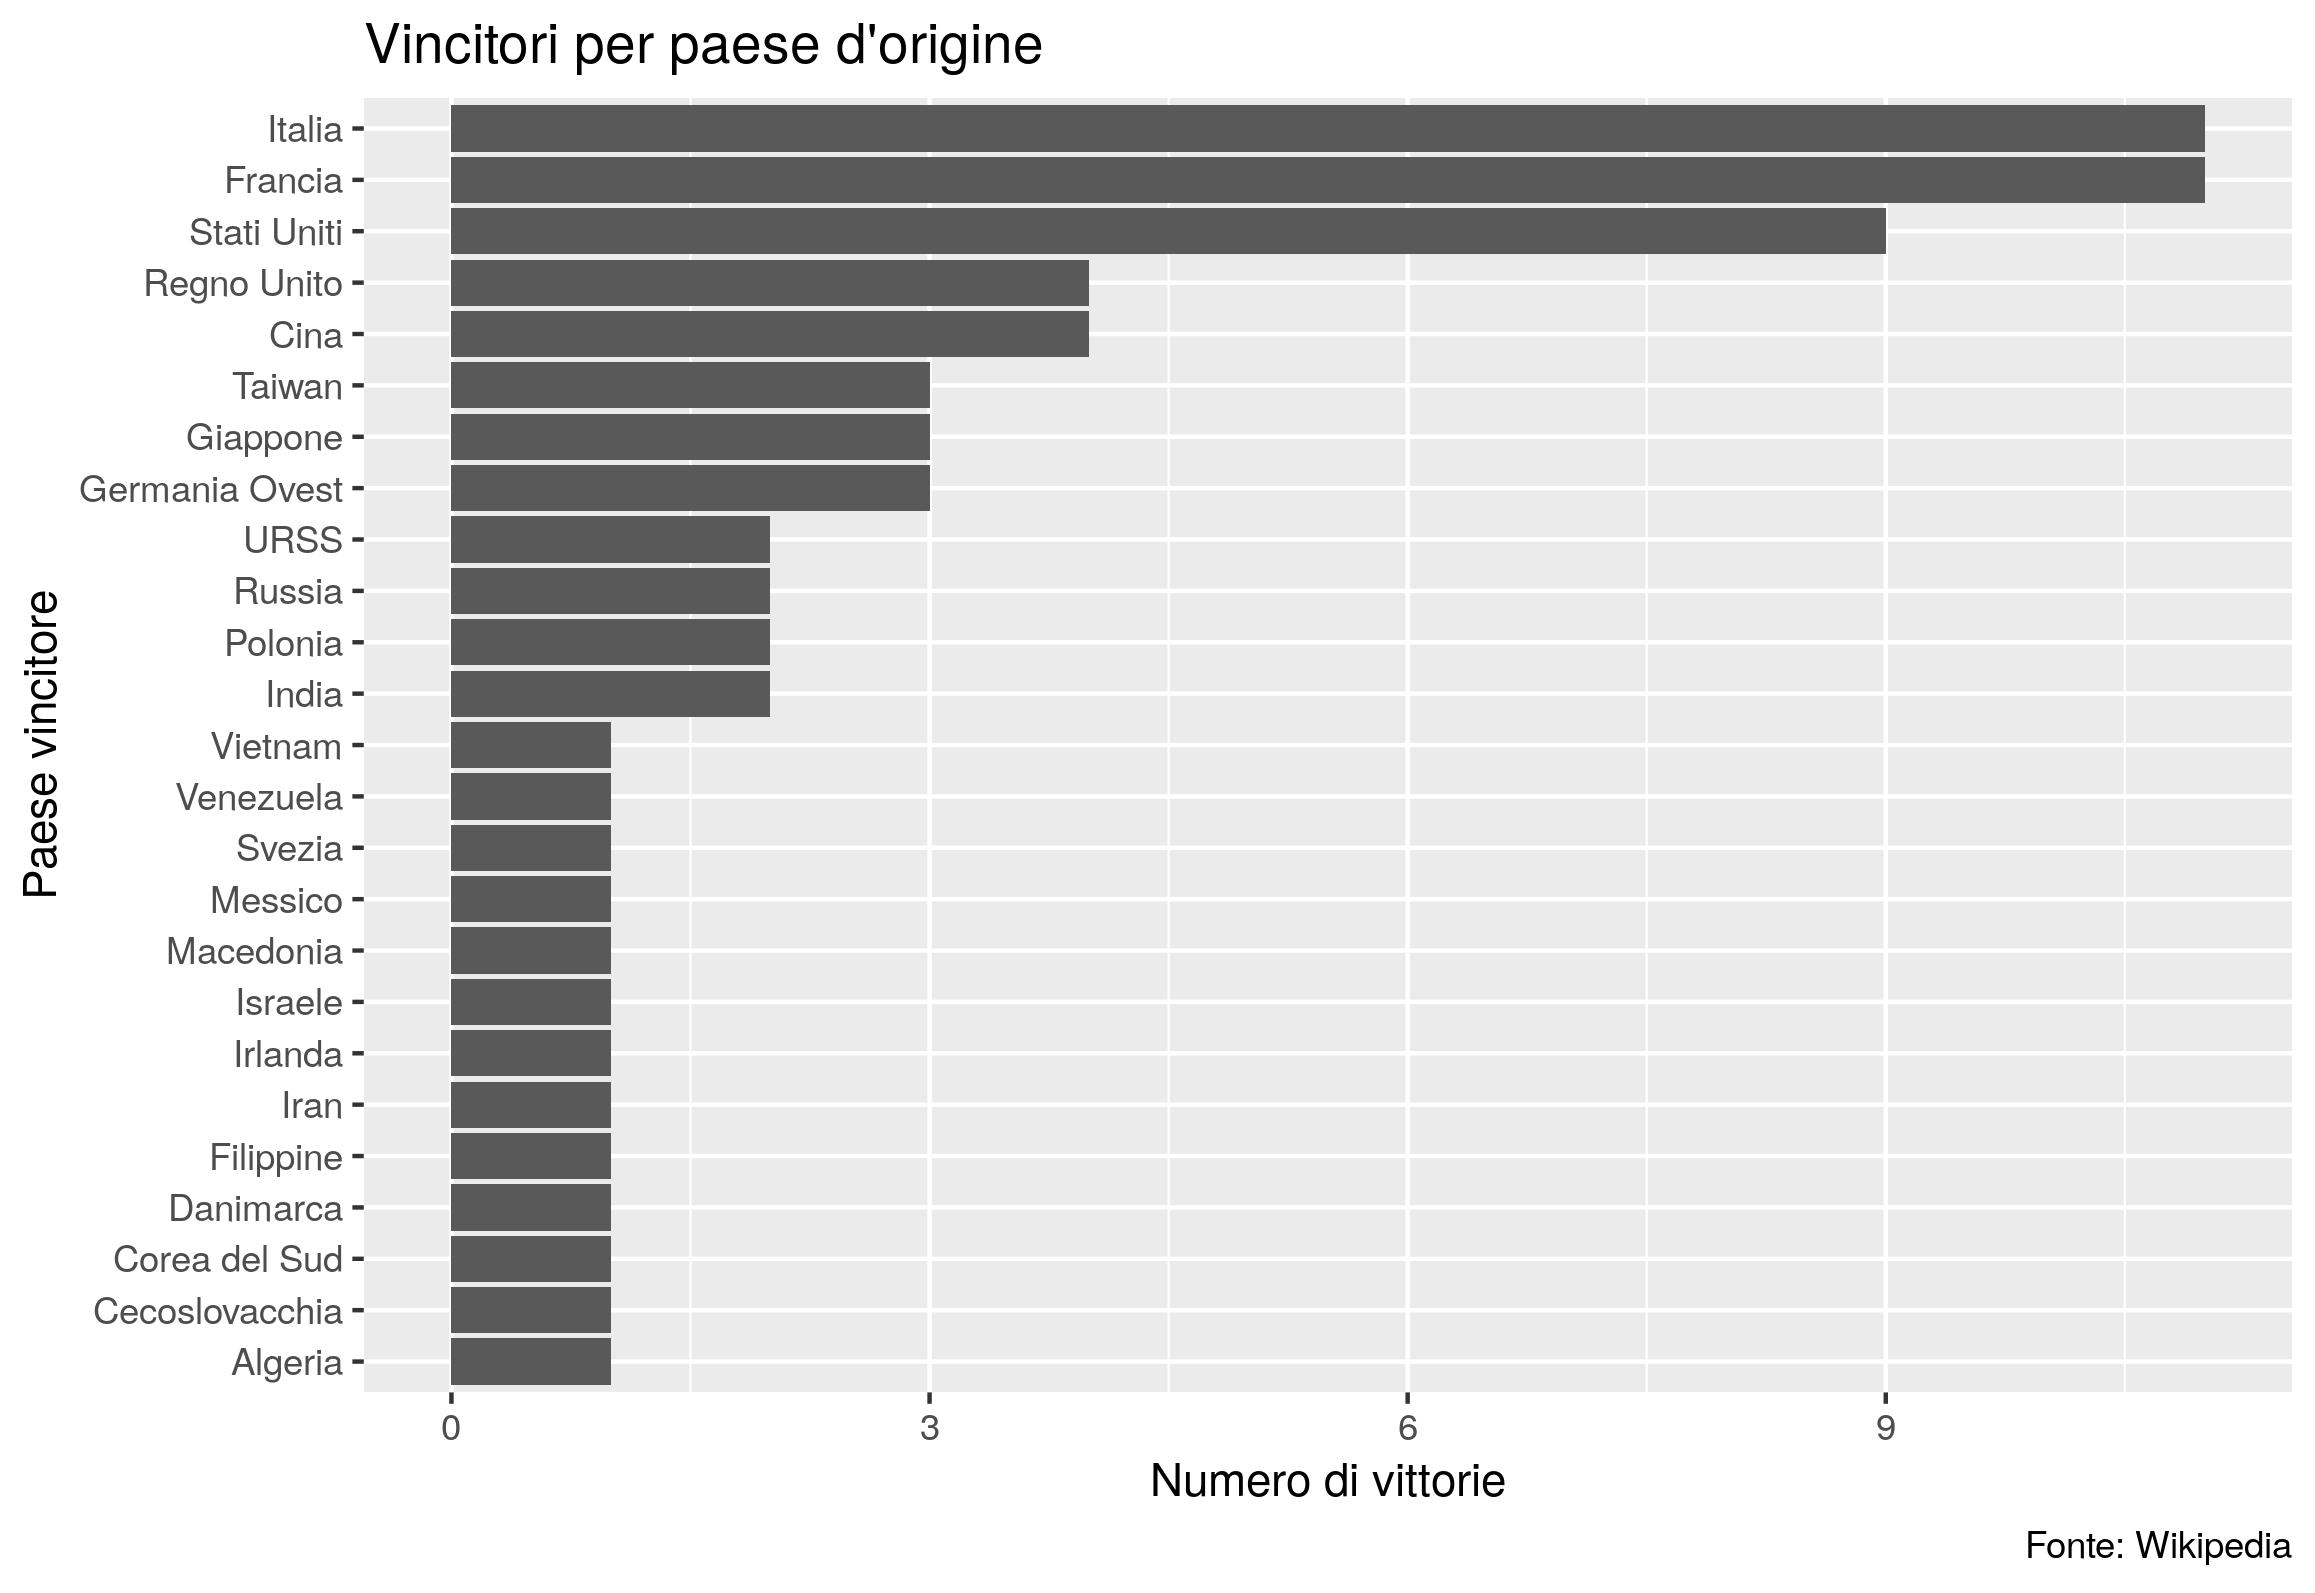 Vincitori per paese d'origine
Paese vincitore
Italia
Francia
Stati Uniti
Regno Unito
Cina
Taiwan
Giappone
Germania Ovest
URSS
Russia
Polonia
India
Vietnam
Venezuela
Svezia
Messico
Macedonia
Israele
Irlanda
Iran
Filippine
Danimarca
Corea del Sud
Cecoslovacchia
Algeria
0 3 6 9
Numero di vittorie
Fonte: Wikipedia